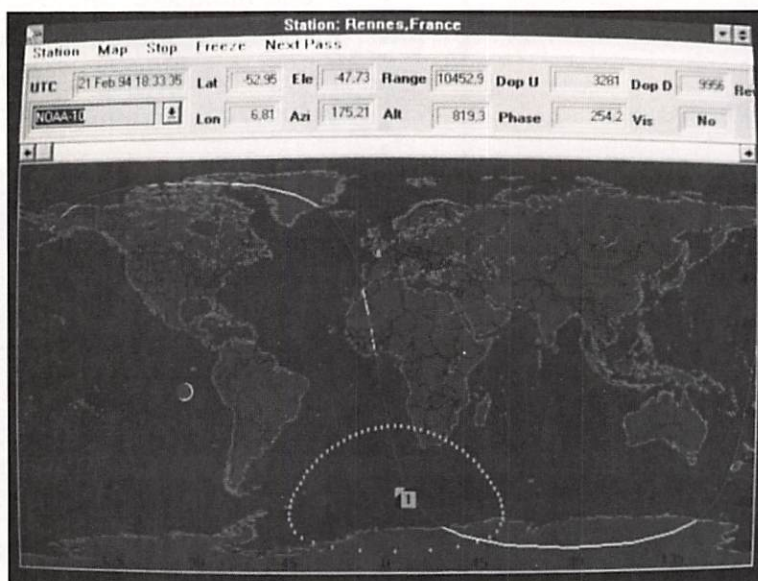 Station: Rennes,France
Station Map Stop Freeze Next Pass
UTC 21 Feb 94 18:33:35 Lat -52,95 Ele -47,73 Range 10452,9 Dop U 3281 Dop D 9956 Rev
NOAA-10 Lon 6,81 Azi 175,21 Alt 819,3 Phase 254,2 Vis No
1